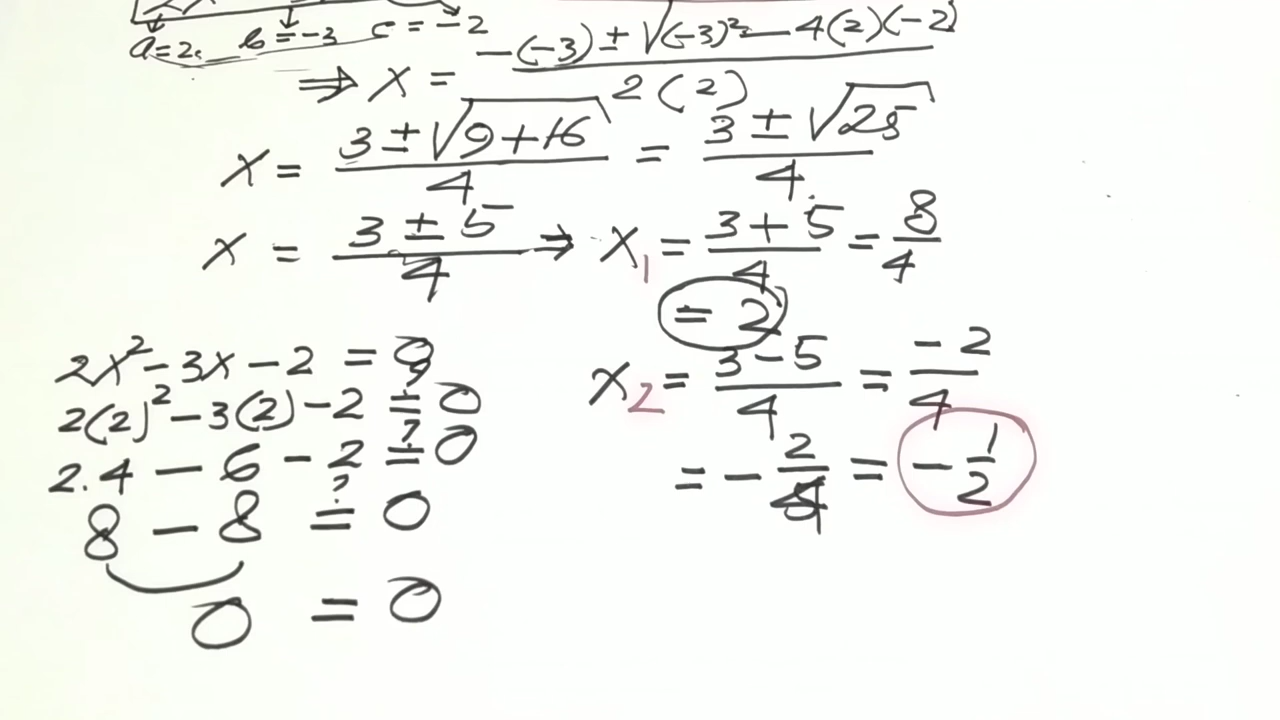 a=2. b=-3 c=-2
⇒ x = -(-3) ± √(-3)² - 4(2)(-2) / 2(2)
x = 3 ± √9+16 / 4 = 3 ± √25 / 4
x = 3 ± 5 / 4 ⇒ x₁ = 3+5 / 4 = 8/4
= 2
x₂ = 3-5 / 4 = -2 / 4
= - 2/4 = - 1/2
2x² - 3x - 2 = 0
2(2)² - 3(2) - 2 ≟ 0
2.4 - 6 - 2 ≟ 0
8 - 8 ≟ 0
0 = 0